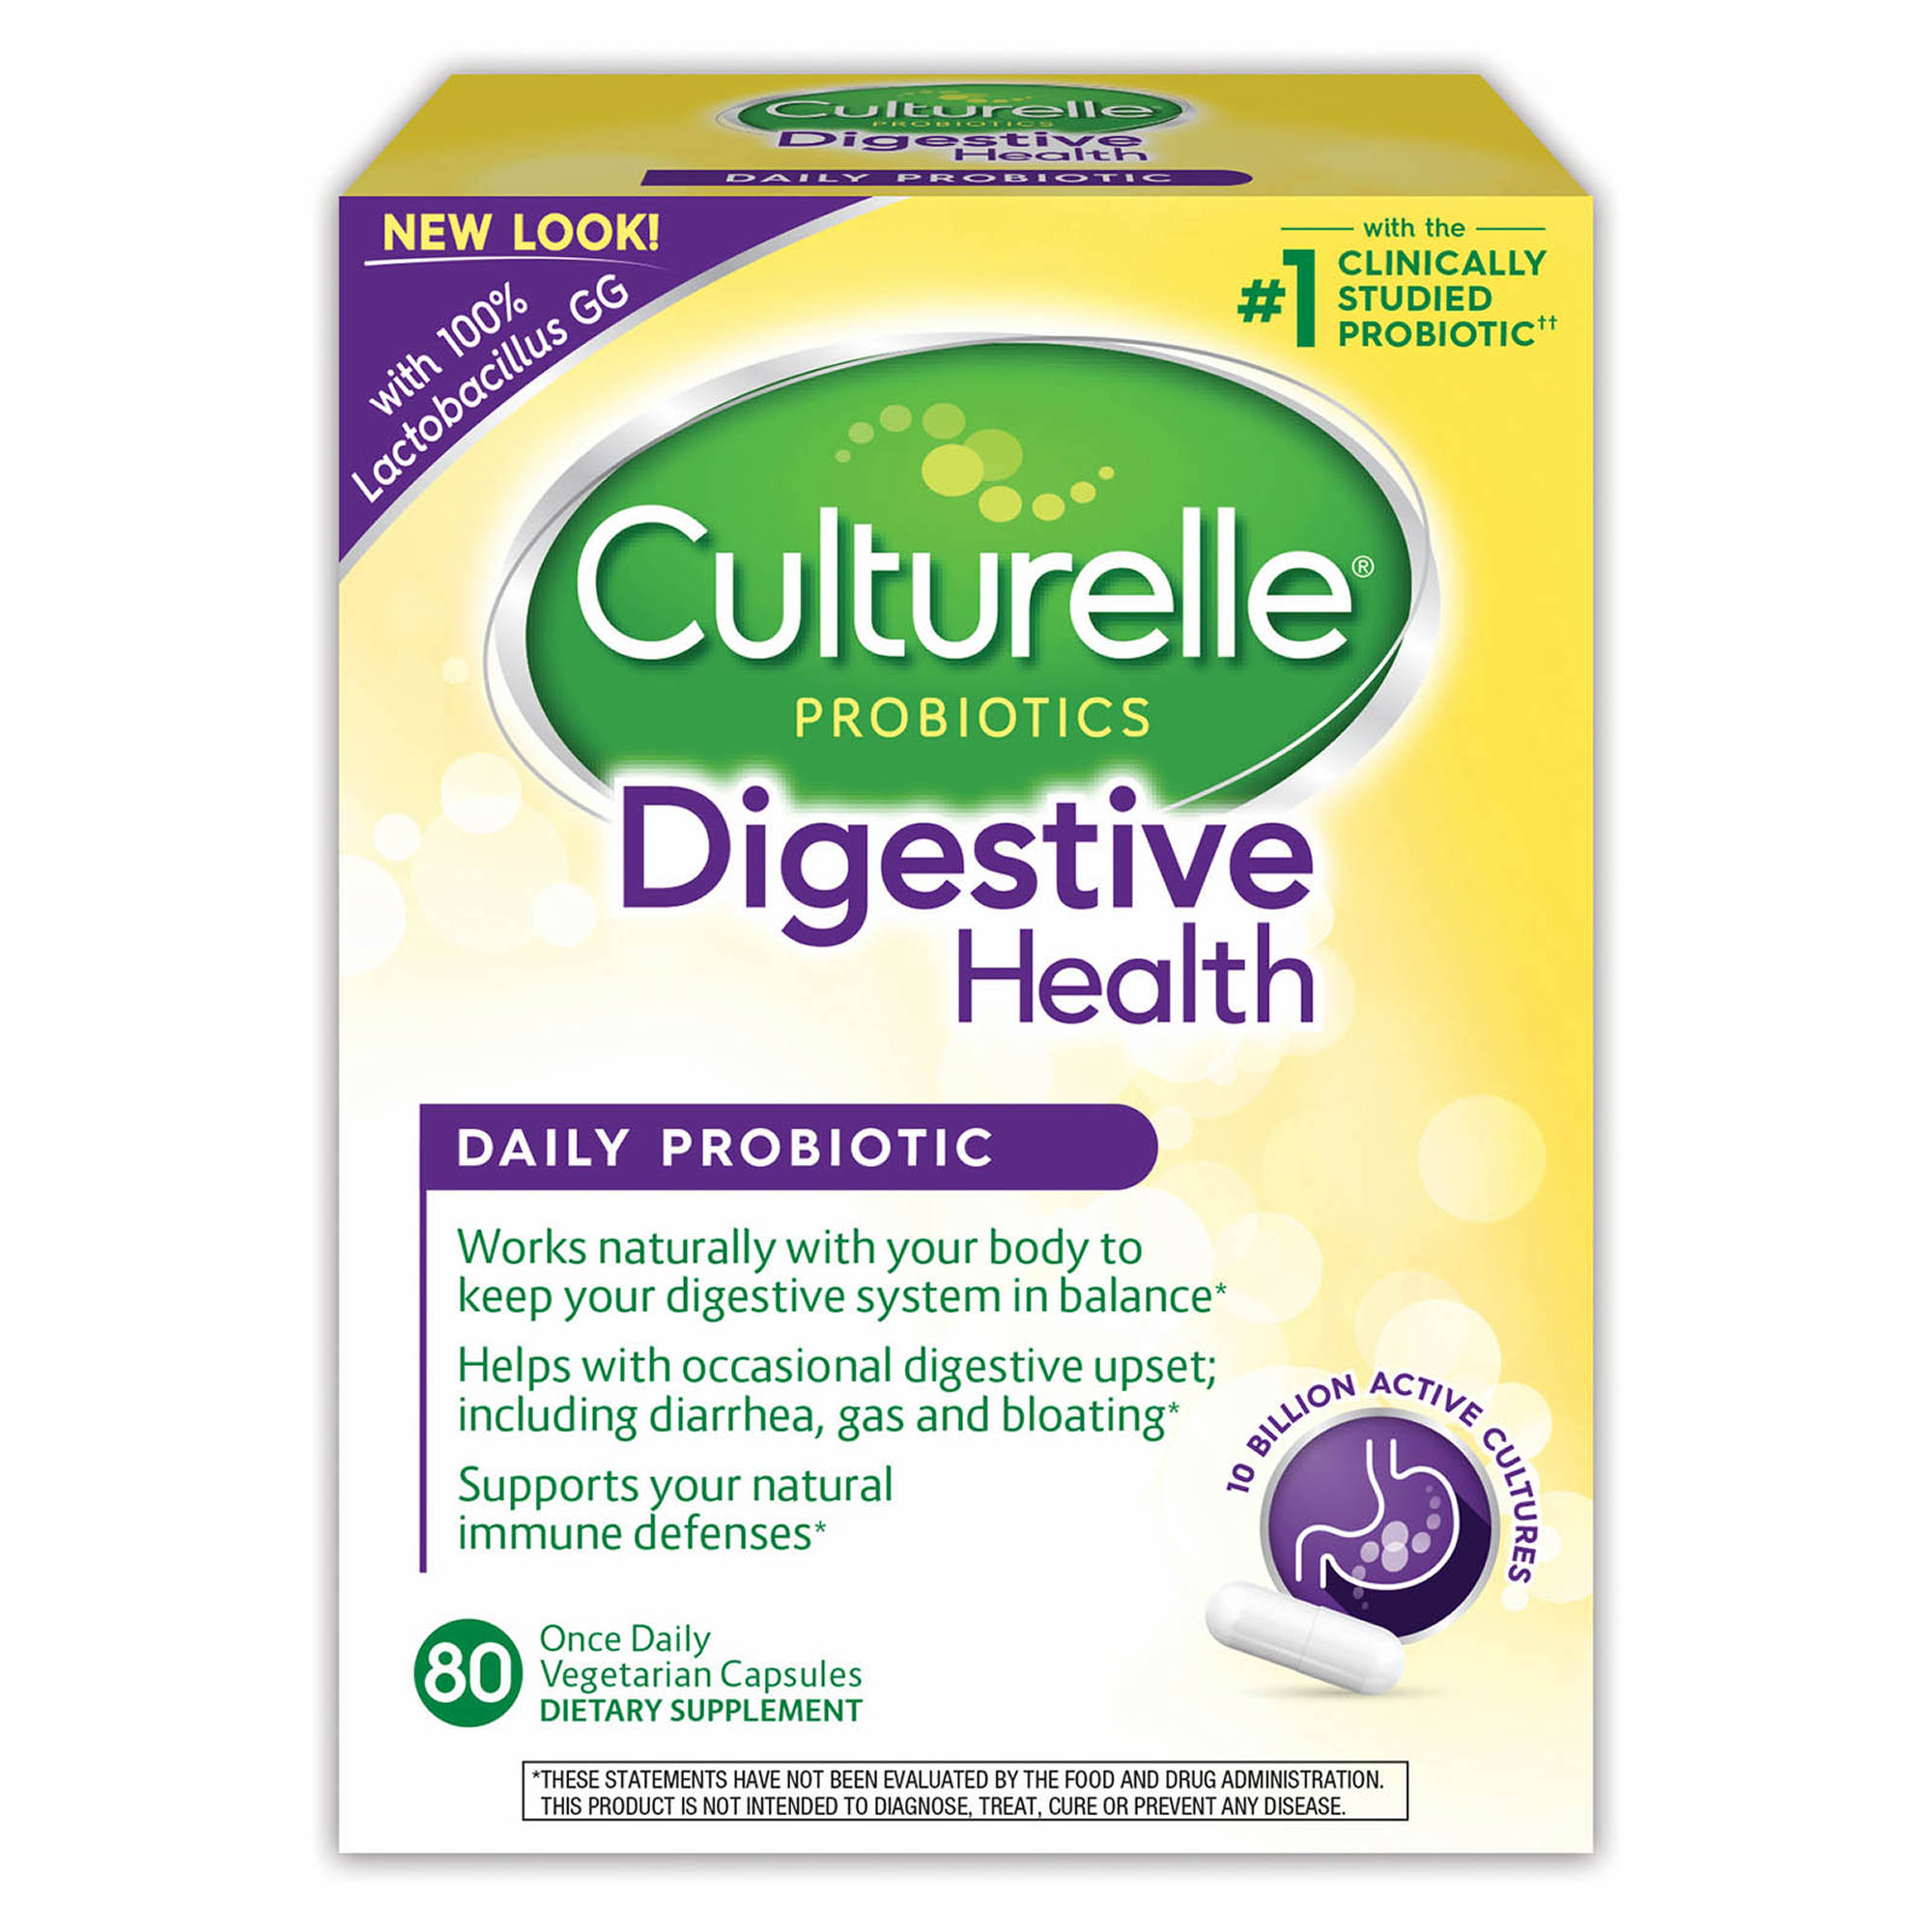 Culturelle
PROBIOTICS
Digestive
Health
DAILY PROBIOTIC
NEW LOOK!
with 100%
Lactobacillus GG
with the
#1 CLINICALLY
STUDIED
PROBIOTIC††
Culturelle®
PROBIOTICS
Digestive
Health
DAILY PROBIOTIC
Works naturally with your body to
keep your digestive system in balance*
Helps with occasional digestive upset;
including diarrhea, gas and bloating*
Supports your natural
immune defenses*
10 BILLION ACTIVE CULTURES
80
Once Daily
Vegetarian Capsules
DIETARY SUPPLEMENT
*THESE STATEMENTS HAVE NOT BEEN EVALUATED BY THE FOOD AND DRUG ADMINISTRATION.
THIS PRODUCT IS NOT INTENDED TO DIAGNOSE, TREAT, CURE OR PREVENT ANY DISEASE.